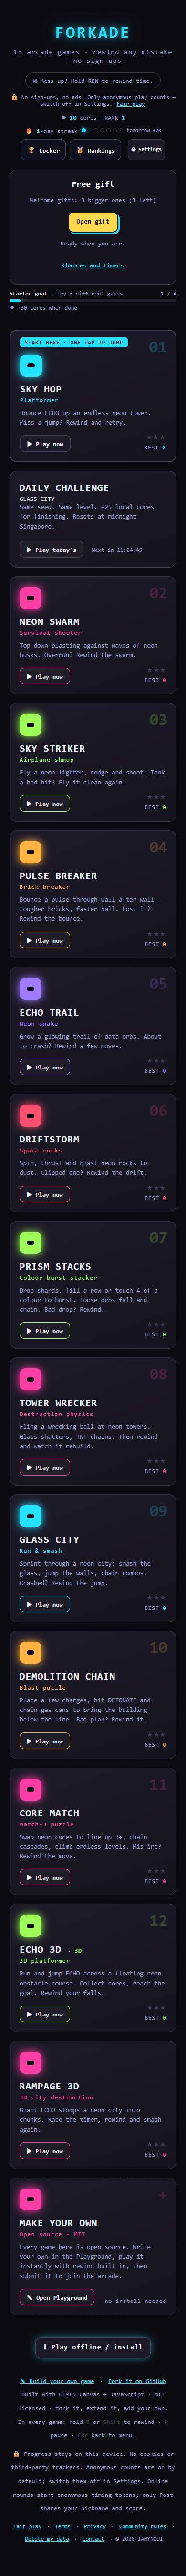 FORKADE
13 arcade games · rewind any mistake
· no sign-ups
⏮ Mess up? Hold REW to rewind time.
🔒 No sign-ups, no ads. Only anonymous play counts —
switch off in Settings. Fair play
◆ 10 cores RANK 1
🔥 1-day streak tomorrow +20
🏆 Locker
🏅 Rankings
⚙ Settings
Free gift
Welcome gifts: 3 bigger ones (3 left)
Open gift
Ready when you are.
Chances and timers
Starter goal · try 3 different games 1 / 4
◆ +30 cores when done
START HERE · ONE TAP TO JUMP
01
SKY HOP
Platformer
Bounce ECHO up an endless neon tower.
Miss a jump? Rewind and retry.
▶ Play now
★★★
BEST 0
DAILY CHALLENGE
GLASS CITY
Same seed. Same level. +25 local cores
for finishing. Resets at midnight
Singapore.
▶ Play today's
Next in 11:24:45
02
NEON SWARM
Survival shooter
Top-down blasting against waves of neon
husks. Overrun? Rewind the swarm.
▶ Play now
★★★
BEST 0
03
SKY STRIKER
Airplane shmup
Fly a neon fighter, dodge and shoot. Took
a bad hit? Fly it clean again.
▶ Play now
★★★
BEST 0
04
PULSE BREAKER
Brick-breaker
Bounce a pulse through wall after wall -
tougher bricks, faster ball. Lost it?
Rewind the bounce.
▶ Play now
★★★
BEST 0
05
ECHO TRAIL
Neon snake
Grow a glowing trail of data orbs. About
to crash? Rewind a few moves.
▶ Play now
★★★
BEST 0
06
DRIFTSTORM
Space rocks
Spin, thrust and blast neon rocks to
dust. Clipped one? Rewind the drift.
▶ Play now
★★★
BEST 0
07
PRISM STACKS
Colour-burst stacker
Drop shards, fill a row or touch 4 of a
colour to burst. Loose orbs fall and
chain. Bad drop? Rewind.
▶ Play now
★★★
BEST 0
08
TOWER WRECKER
Destruction physics
Fling a wrecking ball at neon towers.
Glass shatters, TNT chains. Then rewind
and watch it rebuild.
▶ Play now
★★★
BEST 0
09
GLASS CITY
Run & smash
Sprint through a neon city: smash the
glass, jump the walls, chain combos.
Crashed? Rewind the jump.
▶ Play now
★★★
BEST 0
10
DEMOLITION CHAIN
Blast puzzle
Place a few charges, hit DETONATE and
chain gas cans to bring the building
below the line. Bad plan? Rewind it.
▶ Play now
★★★
BEST 0
11
CORE MATCH
Match-3 puzzle
Swap neon cores to line up 3+, chain
cascades, climb endless levels. Misfire?
Rewind the move.
▶ Play now
★★★
BEST 0
12
ECHO 3D · 3D
3D platformer
Run and jump ECHO across a floating neon
obstacle course. Collect cores, reach the
goal. Rewind your falls.
▶ Play now
★★★
BEST 0
RAMPAGE 3D
3D city destruction
Giant ECHO stomps a neon city into
chunks. Race the timer, rewind and smash
again.
▶ Play now
★★★
BEST 0
+
MAKE YOUR OWN
Open source · MIT
Every game here is open source. Write
your own in the Playground, play it
instantly with rewind built in, then
submit it to join the arcade.
✎ Open Playground
no install needed
⬇ Play offline / install
✎ Build your own game · Fork it on GitHub
Built with HTML5 Canvas + JavaScript · MIT
licensed · fork it, extend it, add your own.
In every game: hold R or Shift to rewind · P
pause · Esc back to menu.
🔒 Progress stays on this device. No cookies or
third-party trackers. Anonymous counts are on by
default; switch them off in Settings. Online
rounds start anonymous timing tokens; only Post
shares your nickname and score.
Fair play · Terms · Privacy · Community rules ·
Delete my data · Contact · © 2026 IAMYNOUI